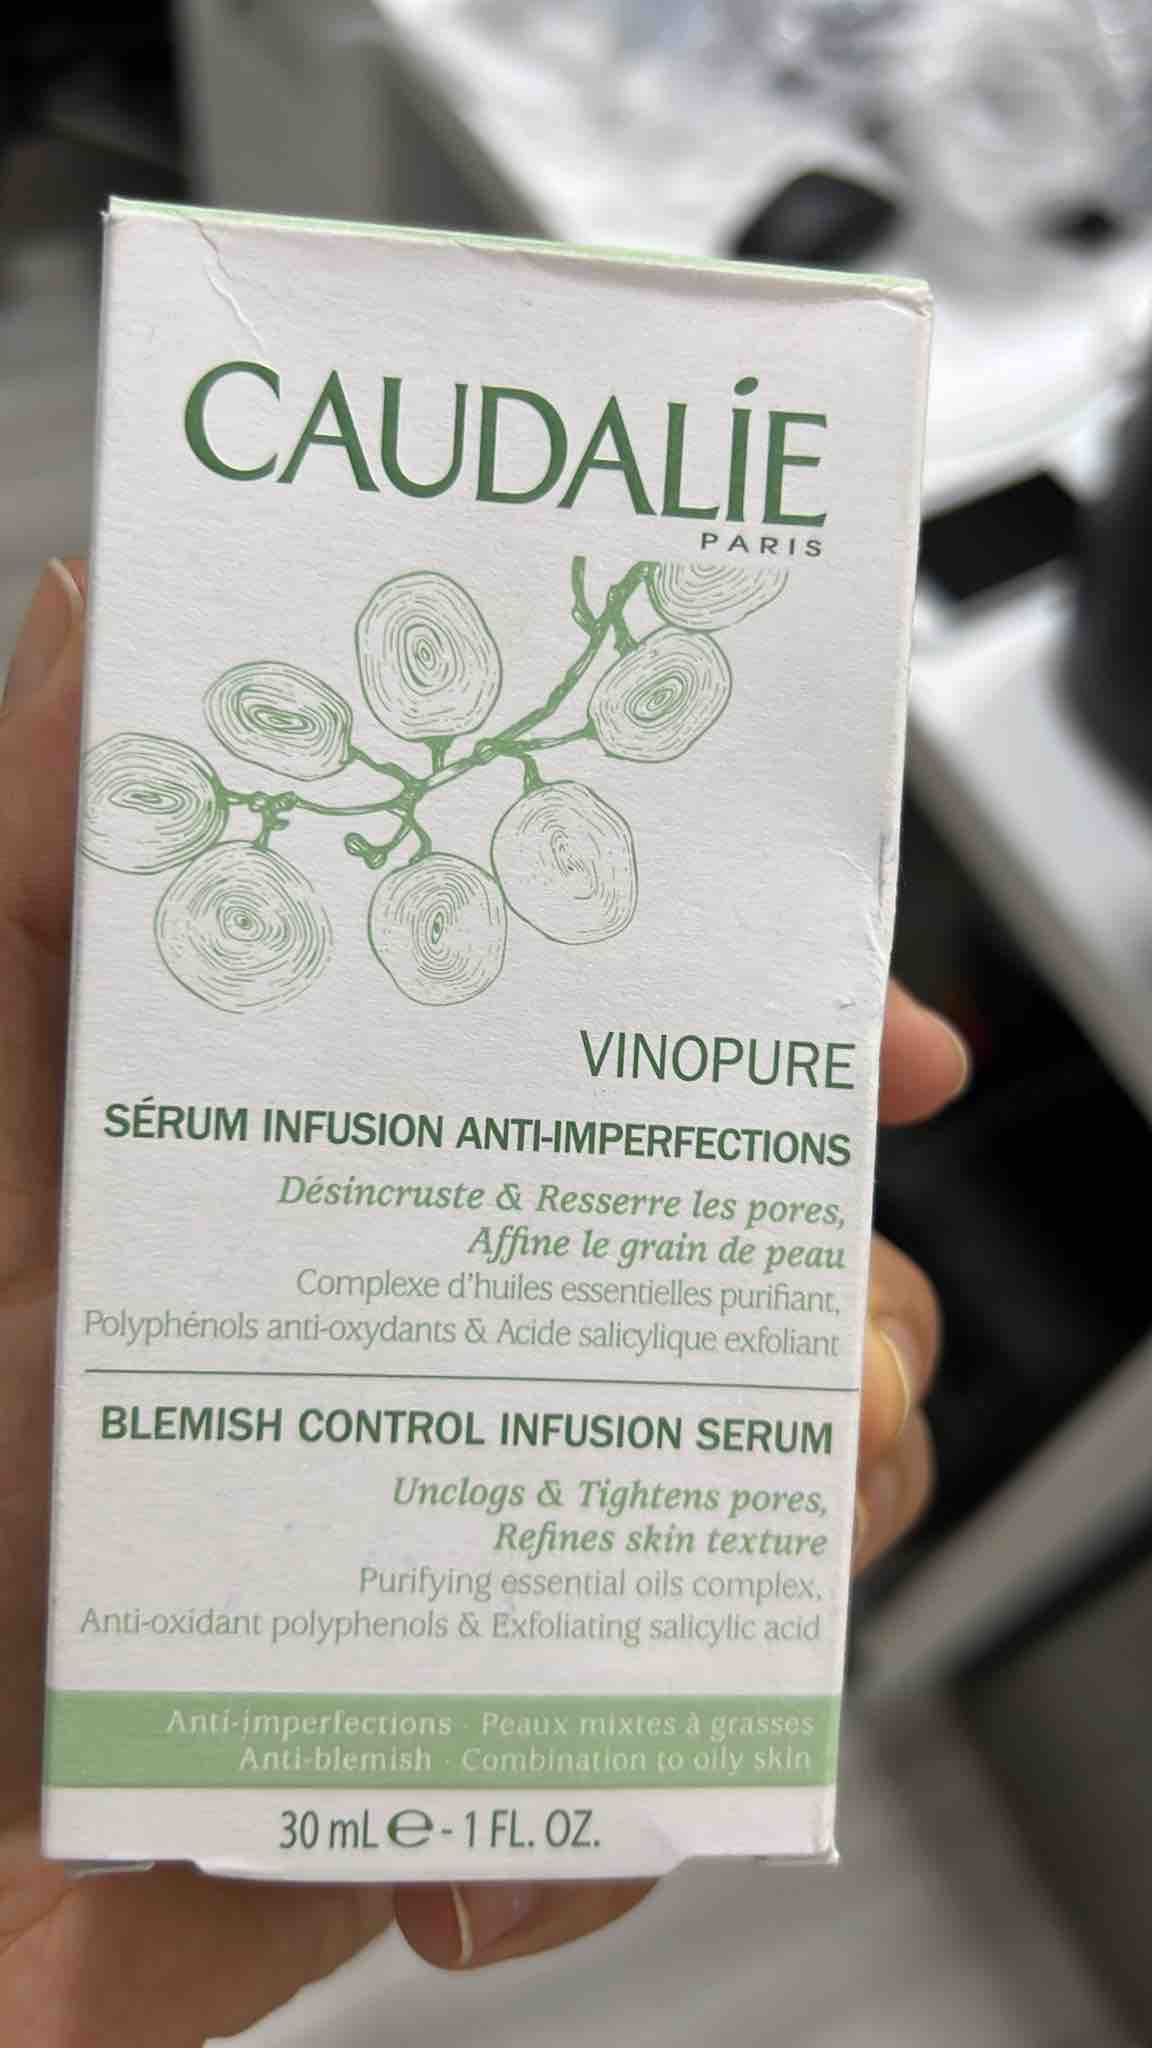 CAUDALİE
PARIS
VINOPURE
SÉRUM INFUSION ANTI-IMPERFECTIONS
Désincruste & Resserre les pores,
Affine le grain de peau
Complexe d'huiles essentielles purifiant,
Polyphénols anti-oxydants & Acide salicylique exfoliant
BLEMISH CONTROL INFUSION SERUM
Unclogs & Tightens pores,
Refines skin texture
Purifying essential oils complex,
Anti-oxidant polyphenols & Exfoliating salicylic acid
Anti-imperfections · Peaux mixtes à grasses
Anti-blemish · Combination to oily skin
30 mL ℮ - 1 FL. OZ.